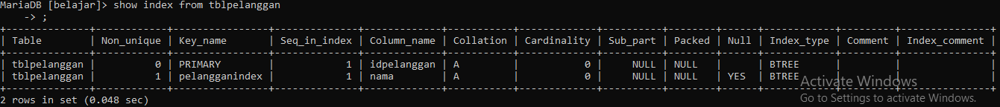 MariaDB [belajar]> show index from tblpelanggan
    -> ;
+--------------+------------+----------------+--------------+-------------+-----------+-------------+----------+--------+------+------------+---------+---------------+
| Table        | Non_unique | Key_name       | Seq_in_index | Column_name | Collation | Cardinality | Sub_part | Packed | Null | Index_type | Comment | Index_comment |
+--------------+------------+----------------+--------------+-------------+-----------+-------------+----------+--------+------+------------+---------+---------------+
| tblpelanggan |          0 | PRIMARY        |            1 | idpelanggan | A         |           0 |     NULL | NULL   |      | BTREE      |         |               |
| tblpelanggan |          1 | pelangganindex |            1 | nama        | A         |           0 |     NULL | NULL   | YES  | BTREE      |         |               |
+--------------+------------+----------------+--------------+-------------+-----------+-------------+----------+--------+------+------------+---------+---------------+
2 rows in set (0.048 sec)
Activate Windows
Go to Settings to activate Windows.